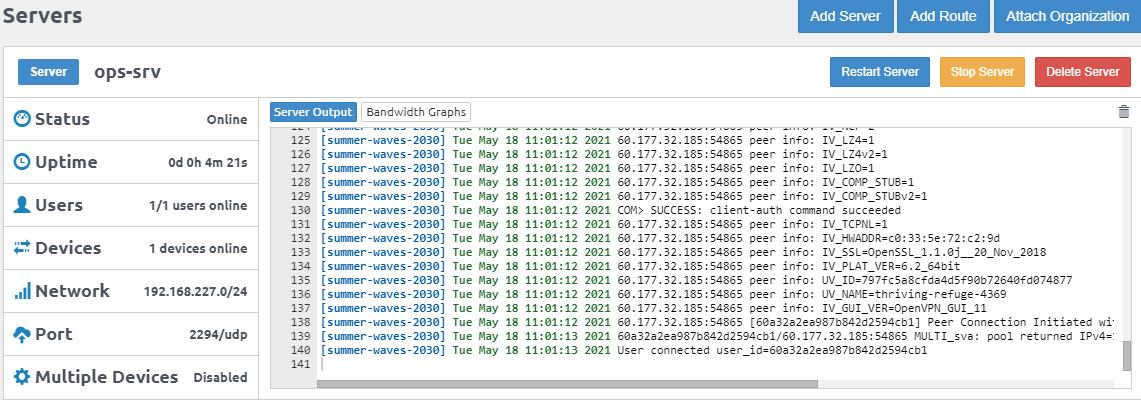 Servers
Add Server
Add Route
Attach Organization
Server
ops-srv
Restart Server
Stop Server
Delete Server
Status
Online
Uptime
0d 0h 4m 21s
Users
1/1 users online
Devices
1 devices online
Network
192.168.227.0/24
Port
2294/udp
Multiple Devices
Disabled
Server Output
Bandwidth Graphs
125 [summer-waves-2030] Tue May 18 11:01:12 2021 60.177.32.185:54865 peer info: IV_LZ4=1
126 [summer-waves-2030] Tue May 18 11:01:12 2021 60.177.32.185:54865 peer info: IV_LZ4v2=1
127 [summer-waves-2030] Tue May 18 11:01:12 2021 60.177.32.185:54865 peer info: IV_LZO=1
128 [summer-waves-2030] Tue May 18 11:01:12 2021 60.177.32.185:54865 peer info: IV_COMP_STUB=1
129 [summer-waves-2030] Tue May 18 11:01:12 2021 60.177.32.185:54865 peer info: IV_COMP_STUBv2=1
130 [summer-waves-2030] Tue May 18 11:01:12 2021 COM> SUCCESS: client-auth command succeeded
131 [summer-waves-2030] Tue May 18 11:01:12 2021 60.177.32.185:54865 peer info: IV_TCPNL=1
132 [summer-waves-2030] Tue May 18 11:01:12 2021 60.177.32.185:54865 peer info: IV_HWADDR=c0:33:5e:72:c2:9d
133 [summer-waves-2030] Tue May 18 11:01:12 2021 60.177.32.185:54865 peer info: IV_SSL=OpenSSL_1.1.0j__20_Nov_2018
134 [summer-waves-2030] Tue May 18 11:01:12 2021 60.177.32.185:54865 peer info: IV_PLAT_VER=6.2_64bit
135 [summer-waves-2030] Tue May 18 11:01:12 2021 60.177.32.185:54865 peer info: UV_ID=797fc5a8cfda4d5f90b72640fd074877
136 [summer-waves-2030] Tue May 18 11:01:12 2021 60.177.32.185:54865 peer info: UV_NAME=thriving-refuge-4369
137 [summer-waves-2030] Tue May 18 11:01:12 2021 60.177.32.185:54865 peer info: IV_GUI_VER=OpenVPN_GUI_11
138 [summer-waves-2030] Tue May 18 11:01:13 2021 60.177.32.185:54865 [60a32a2ea987b842d2594cb1] Peer Connection Initiated wi
139 [summer-waves-2030] Tue May 18 11:01:13 2021 60a32a2ea987b842d2594cb1/60.177.32.185:54865 MULTI_sva: pool returned IPv4=
140 [summer-waves-2030] Tue May 18 11:01:13 2021 User connected user_id=60a32a2ea987b842d2594cb1
141